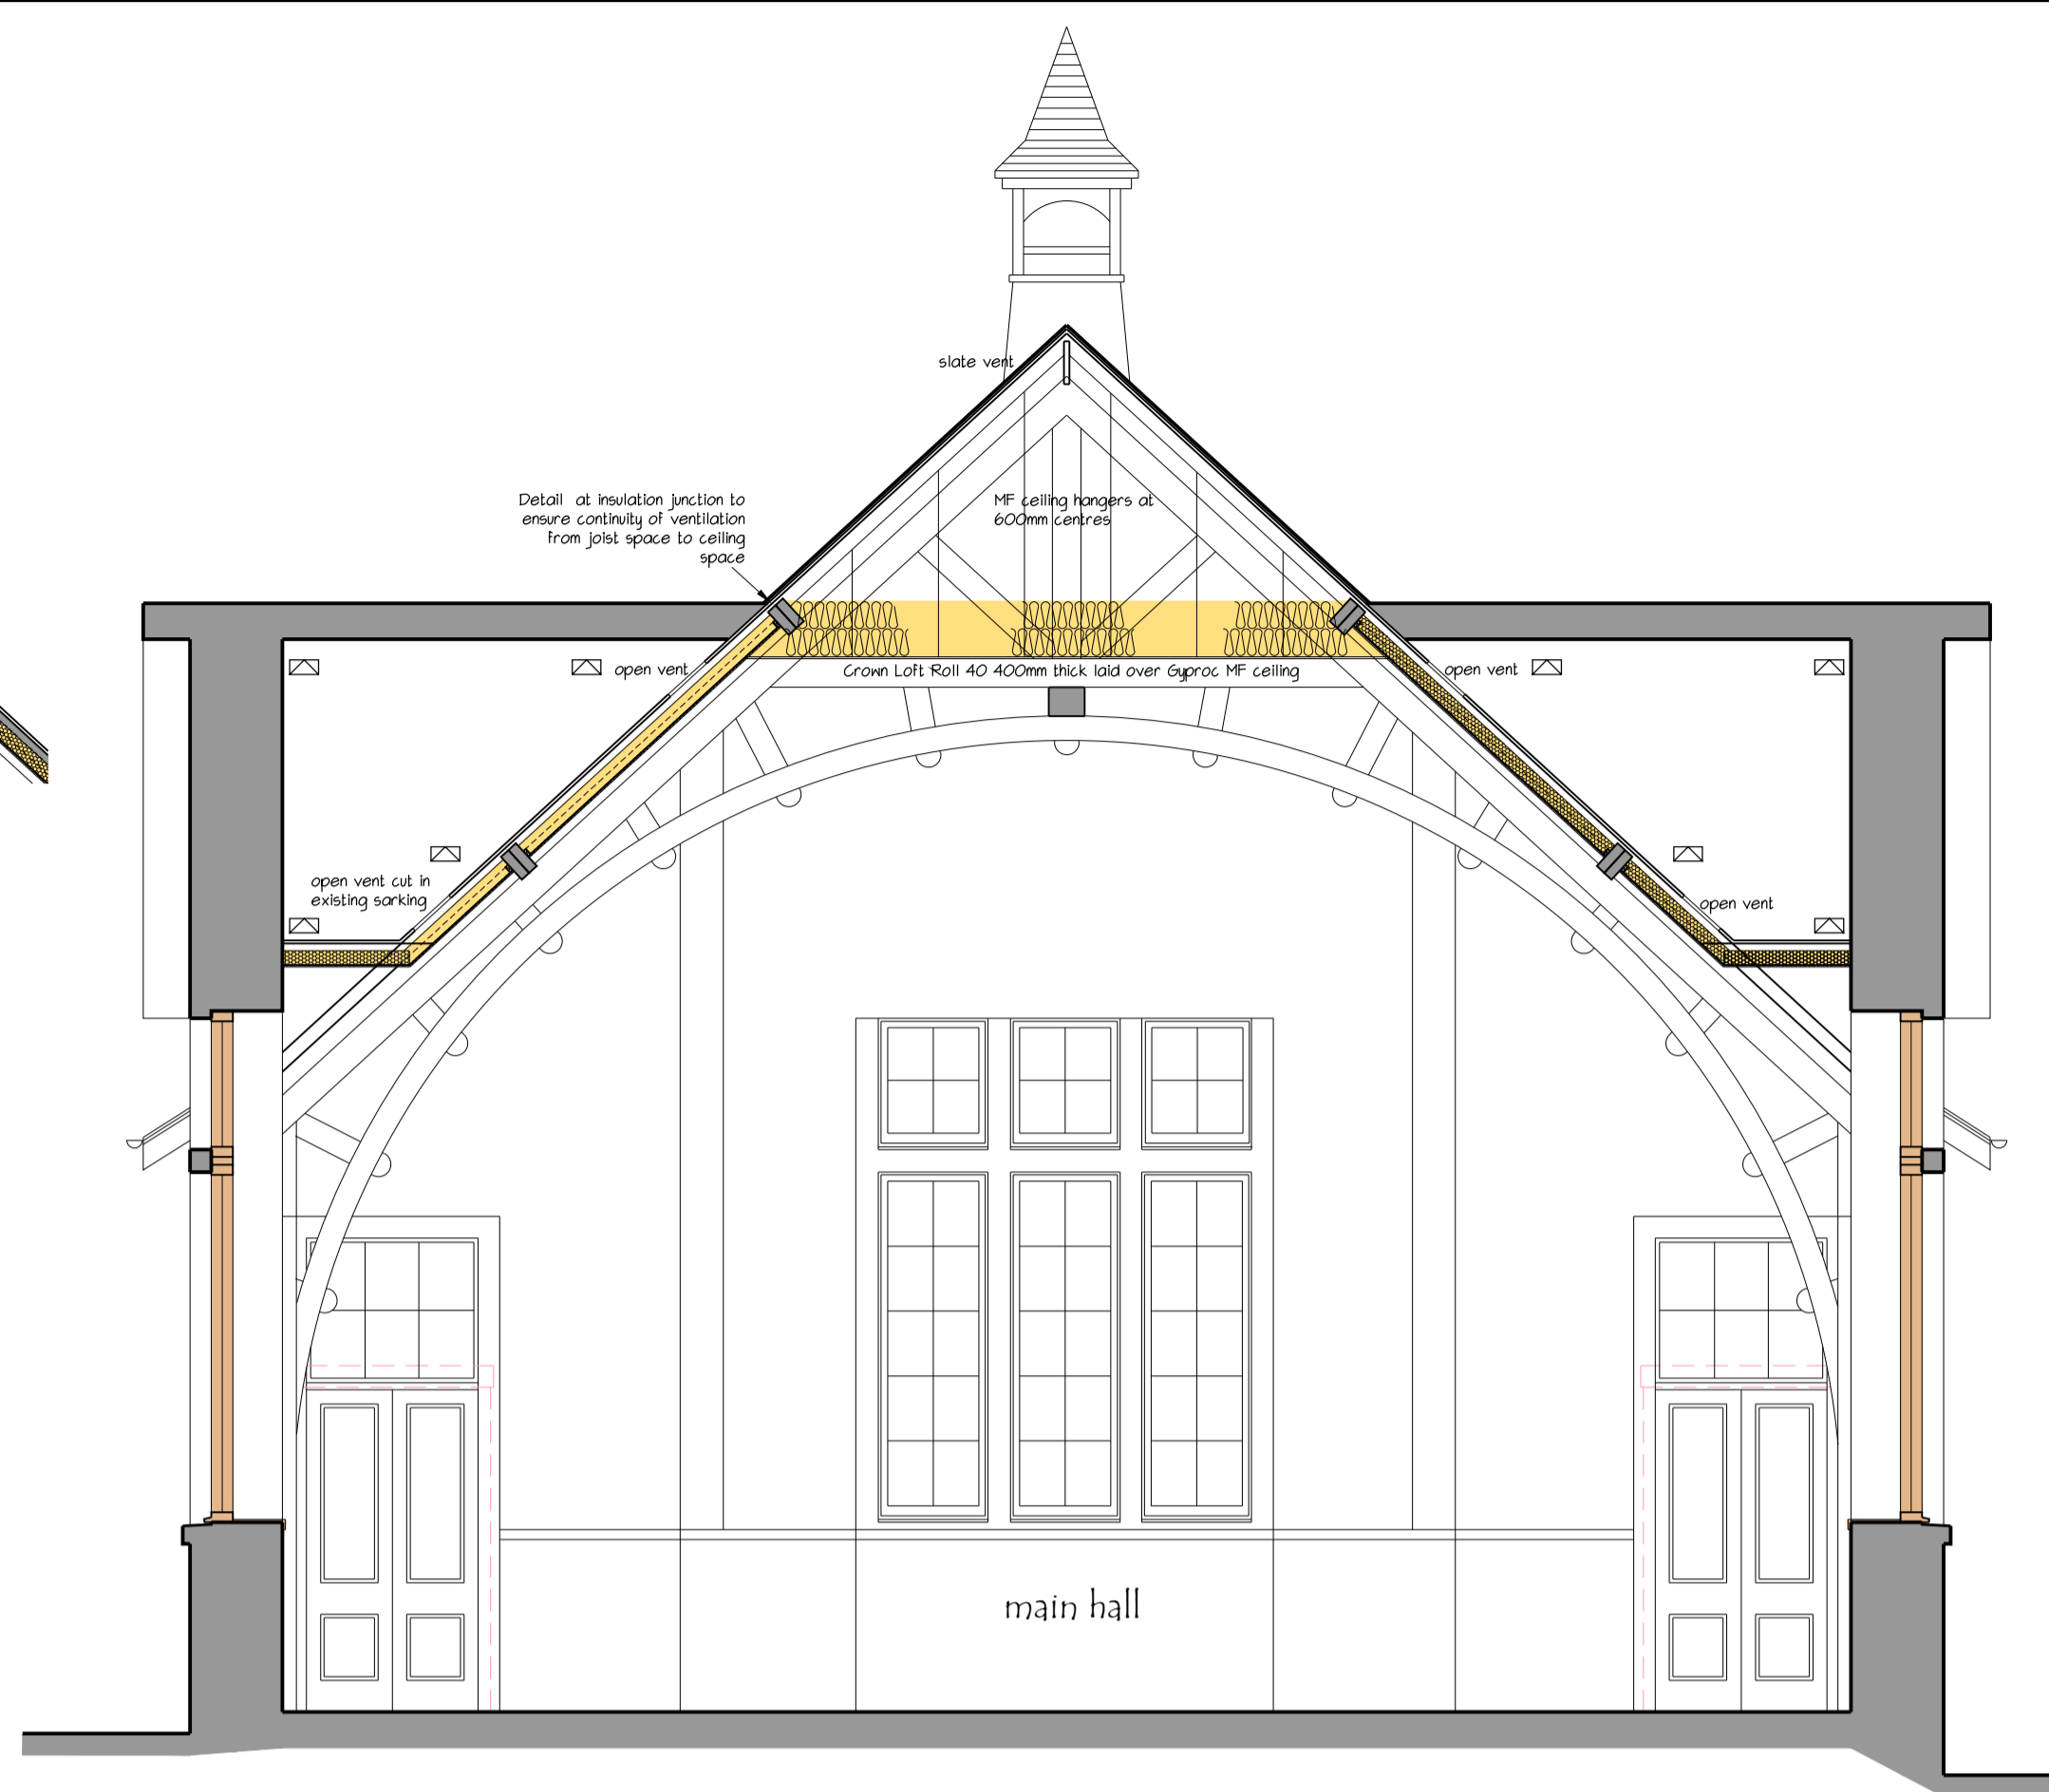 slate vent
Detail at insulation junction to
ensure continuity of ventilation
from joist space to ceiling
space
MF ceiling hangers at
600mm centres
open vent
Crown Loft Roll 40 400mm thick laid over Gyproc MF ceiling
open vent
open vent cut in
existing sarking
open vent
main hall